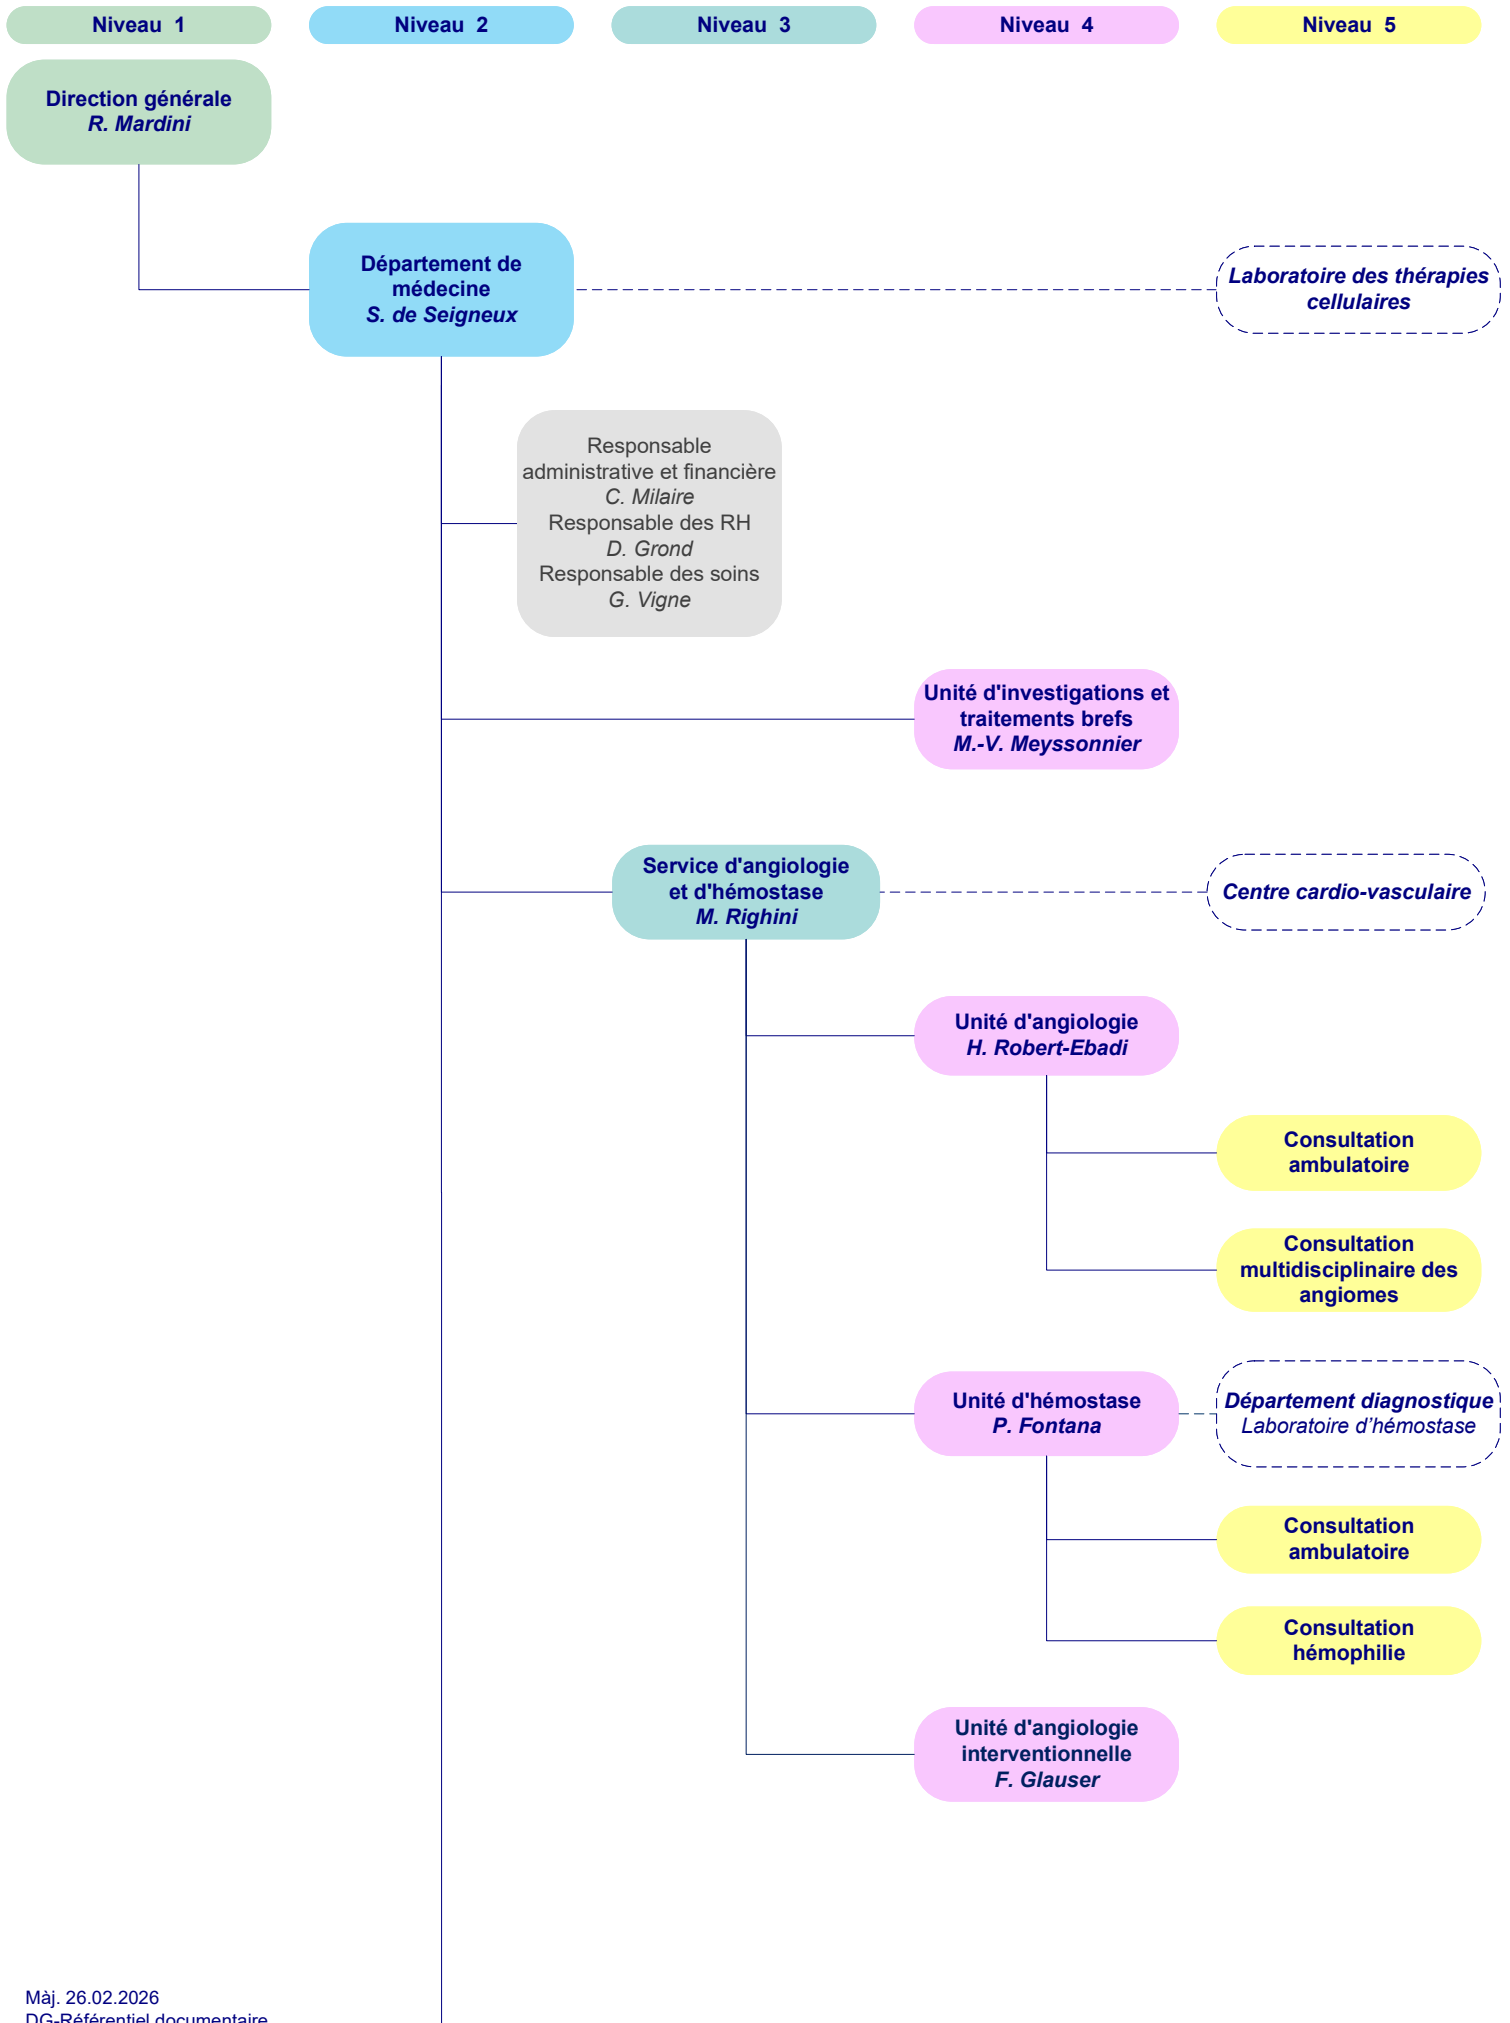 Niveau 1
Niveau 2
Niveau 3
Niveau 4
Niveau 5
Direction générale
R. Mardini
Département de
médecine
S. de Seigneux
Laboratoire des thérapies
cellulaires
Responsable
administrative et financière
C. Milaire
Responsable des RH
D. Grond
Responsable des soins
G. Vigne
Unité d'investigations et
traitements brefs
M.-V. Meyssonnier
Service d'angiologie
et d'hémostase
M. Righini
Centre cardio-vasculaire
Unité d'angiologie
H. Robert-Ebadi
Consultation
ambulatoire
Consultation
multidisciplinaire des
angiomes
Unité d'hémostase
P. Fontana
Département diagnostique
Laboratoire d’hémostase
Consultation
ambulatoire
Consultation
hémophilie
Unité d'angiologie
interventionnelle
F. Glauser
Màj. 26.02.2026
DG-Référentiel documentaire